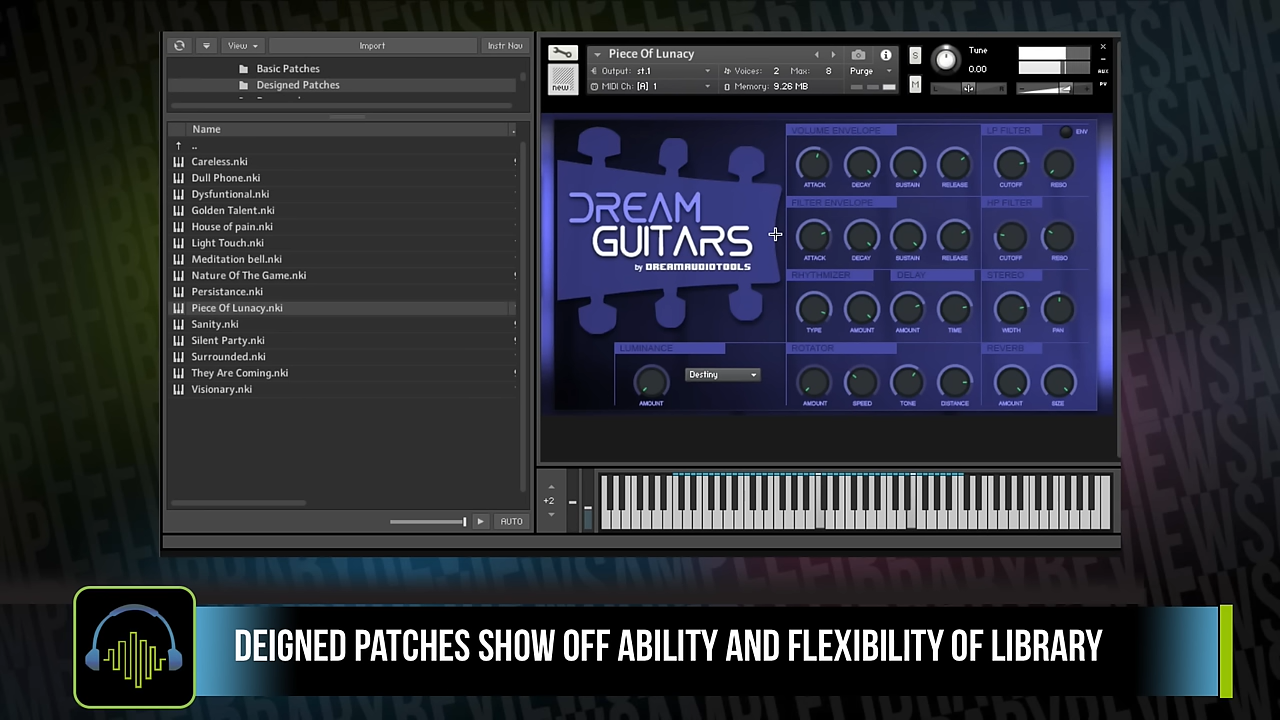 View
Import
Instr Nav
Basic Patches
Designed Patches
Name
..
Careless.nki
Dull Phone.nki
Dysfuntional.nki
Golden Talent.nki
House of pain.nki
Light Touch.nki
Meditation bell.nki
Nature Of The Game.nki
Persistance.nki
Piece Of Lunacy.nki
Sanity.nki
Silent Party.nki
Surrounded.nki
They Are Coming.nki
Visionary.nki
AUTO
Piece Of Lunacy
Output: st.1
Voices: 2 Max: 8
Purge
MIDI Ch: [A] 1
Memory: 9.26 MB
new
S
M
Tune
0.00
L R
AUX
PV
DREAM
GUITARS
by DREAMAUDIOTOOLS
VOLUME ENVELOPE
LP FILTER
ENV
ATTACK DECAY SUSTAIN RELEASE CUTOFF RESO
FILTER ENVELOPE
HP FILTER
ATTACK DECAY SUSTAIN RELEASE CUTOFF RESO
RHYTHMIZER
DELAY
STEREO
TYPE AMOUNT AMOUNT TIME WIDTH PAN
LUMINANCE
ROTATOR
REVERB
Destiny
AMOUNT
AMOUNT SPEED TONE DISTANCE AMOUNT SIZE
+2
DEIGNED PATCHES SHOW OFF ABILITY AND FLEXIBILITY OF LIBRARY